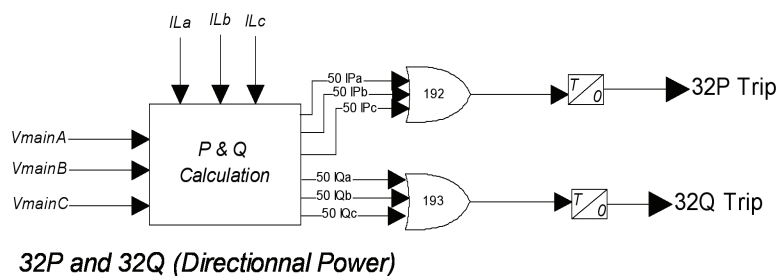 ILa ILb ILc
50 IPa
50 IPb
50 IPc
192
T
0
32P Trip
VmainA
VmainB
VmainC
P & Q
Calculation
50 IQa
50 IQb
50 IQc
193
T
0
32Q Trip
32P and 32Q (Directionnal Power)